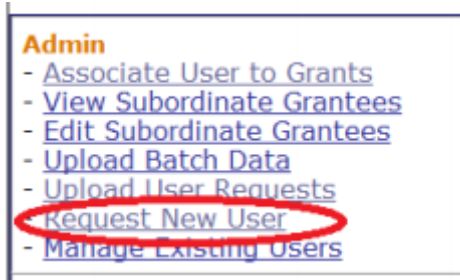 Admin
- Associate User to Grants
- View Subordinate Grantees
- Edit Subordinate Grantees
- Upload Batch Data
- Upload User Requests
- Request New User
- Manage Existing Users